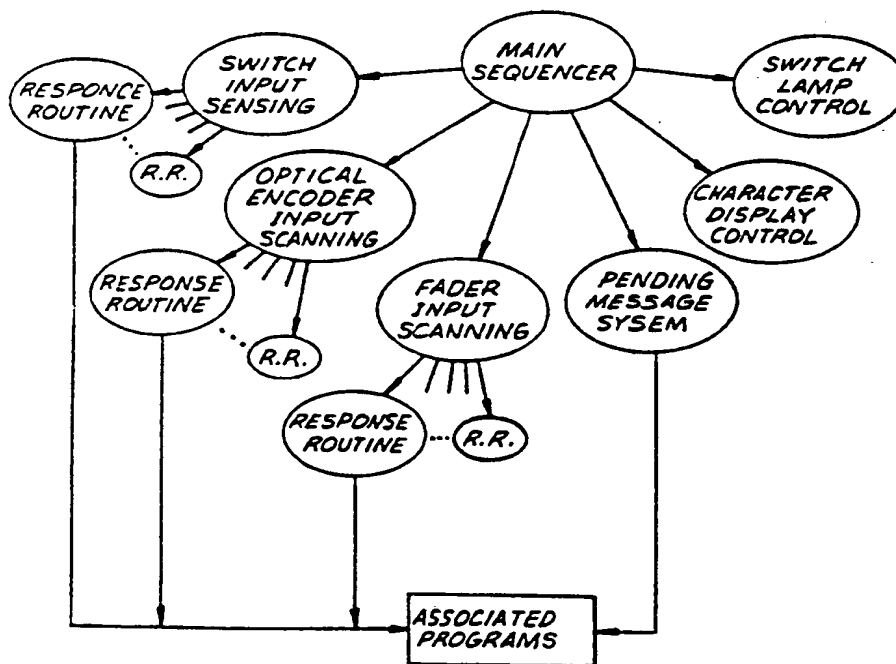 MAIN
SEQUENCER
SWITCH
INPUT
SENSING
SWITCH
LAMP
CONTROL
RESPONCE
ROUTINE
R.R.
OPTICAL
ENCODER
INPUT
SCANNING
CHARACTER
DISPLAY
CONTROL
RESPONSE
ROUTINE
R.R.
FADER
INPUT
SCANNING
PENDING
MESSAGE
SYSEM
RESPONSE
ROUTINE
R.R.
ASSOCIATED
PROGRAMS